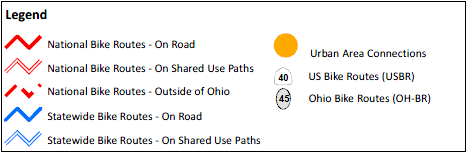 Legend
National Bike Routes - On Road
National Bike Routes - On Shared Use Paths
National Bike Routes - Outside of Ohio
Statewide Bike Routes - On Road
Statewide Bike Routes - On Shared Use Paths
Urban Area Connections
40 US Bike Routes (USBR)
45 Ohio Bike Routes (OH-BR)